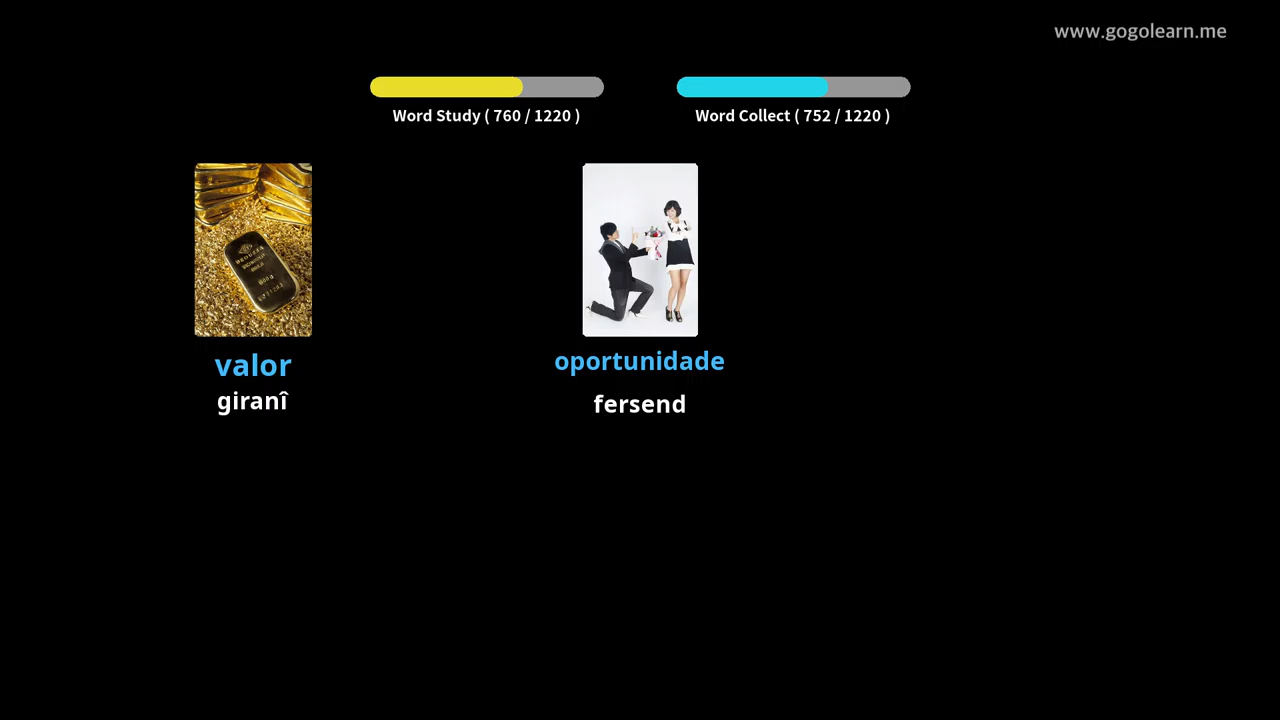 www.gogolearn.me
Word Study ( 760 / 1220 )
Word Collect ( 752 / 1220 )
valor
giranî
oportunidade
fersend